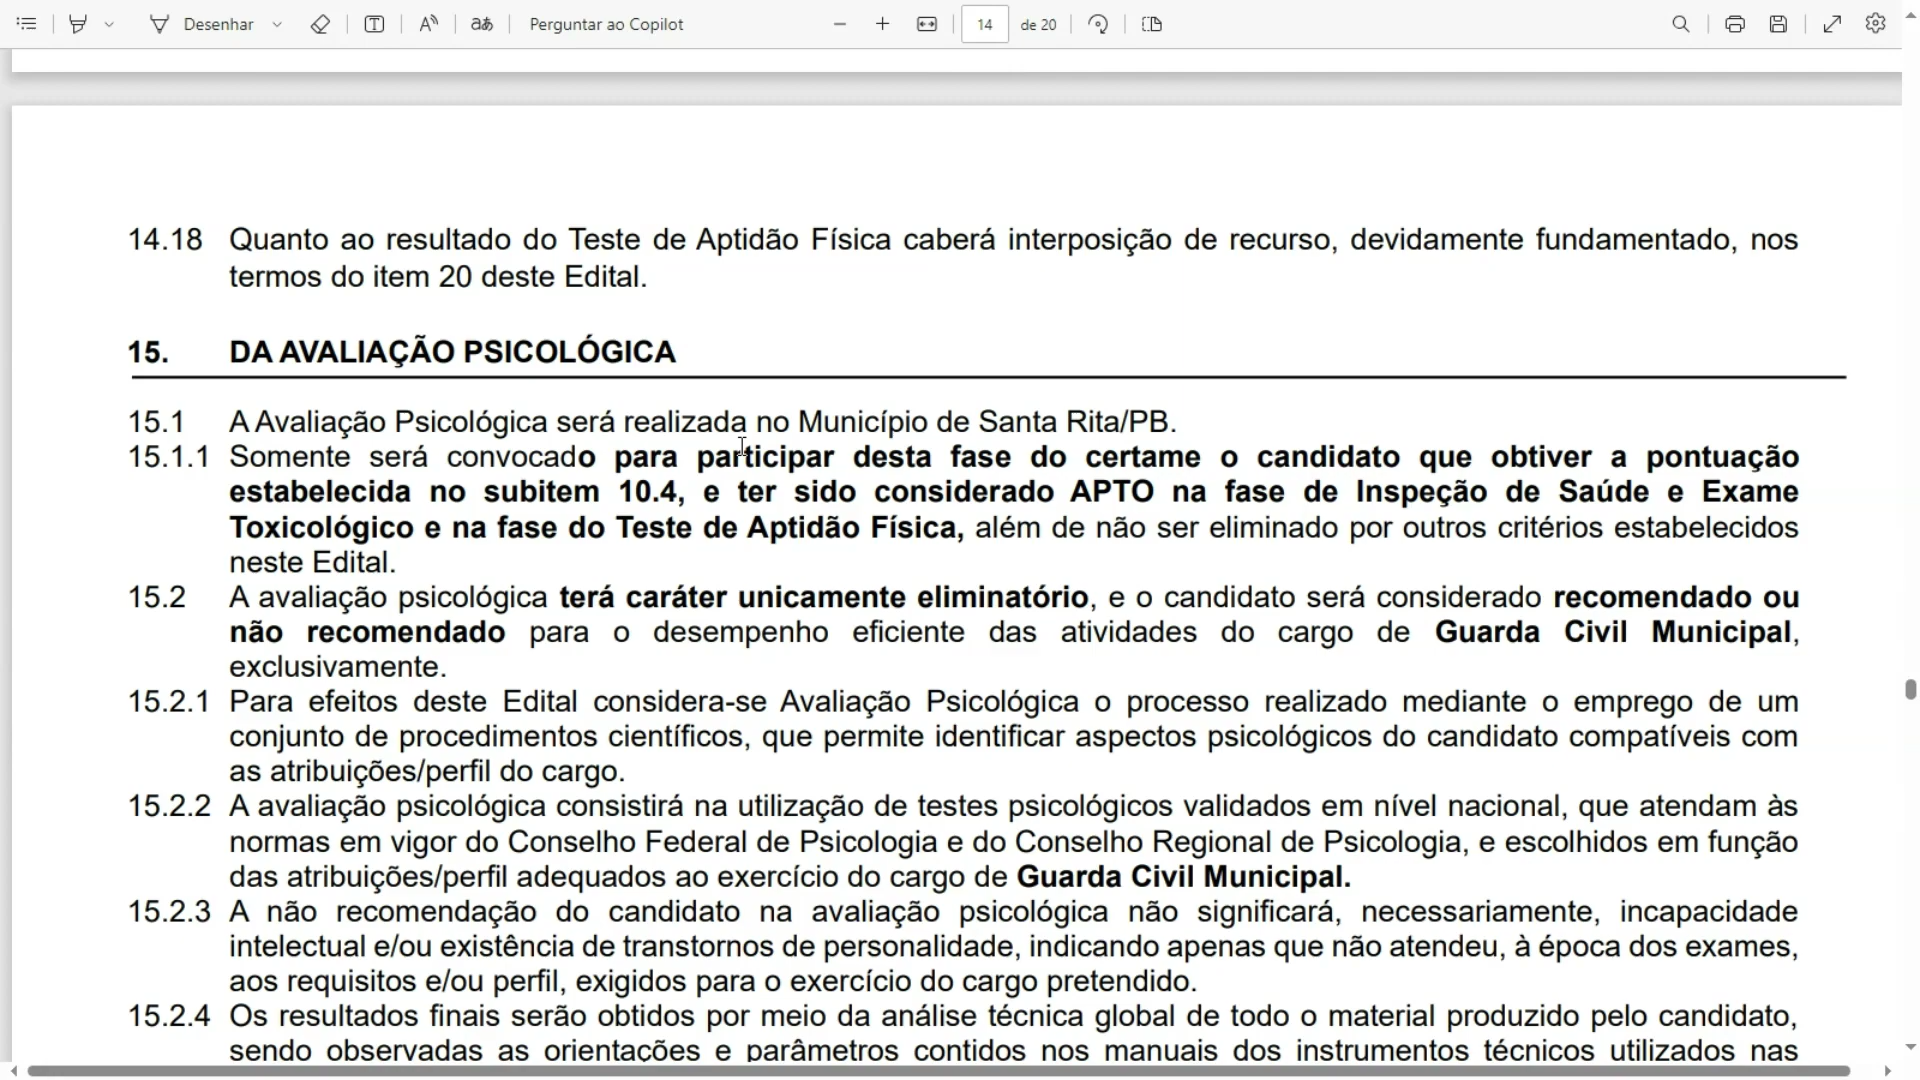 Desenhar
Perguntar ao Copilot
14 de 20
14.18 Quanto ao resultado do Teste de Aptidão Física caberá interposição de recurso, devidamente fundamentado, nos
termos do item 20 deste Edital.
15. DA AVALIAÇÃO PSICOLÓGICA
15.1 A Avaliação Psicológica será realizada no Município de Santa Rita/PB.
15.1.1 Somente será convocado para participar desta fase do certame o candidato que obtiver a pontuação
estabelecida no subitem 10.4, e ter sido considerado APTO na fase de Inspeção de Saúde e Exame
Toxicológico e na fase do Teste de Aptidão Física, além de não ser eliminado por outros critérios estabelecidos
neste Edital.
15.2 A avaliação psicológica terá caráter unicamente eliminatório, e o candidato será considerado recomendado ou
não recomendado para o desempenho eficiente das atividades do cargo de Guarda Civil Municipal,
exclusivamente.
15.2.1 Para efeitos deste Edital considera-se Avaliação Psicológica o processo realizado mediante o emprego de um
conjunto de procedimentos científicos, que permite identificar aspectos psicológicos do candidato compatíveis com
as atribuições/perfil do cargo.
15.2.2 A avaliação psicológica consistirá na utilização de testes psicológicos validados em nível nacional, que atendam às
normas em vigor do Conselho Federal de Psicologia e do Conselho Regional de Psicologia, e escolhidos em função
das atribuições/perfil adequados ao exercício do cargo de Guarda Civil Municipal.
15.2.3 A não recomendação do candidato na avaliação psicológica não significará, necessariamente, incapacidade
intelectual e/ou existência de transtornos de personalidade, indicando apenas que não atendeu, à época dos exames,
aos requisitos e/ou perfil, exigidos para o exercício do cargo pretendido.
15.2.4 Os resultados finais serão obtidos por meio da análise técnica global de todo o material produzido pelo candidato,
sendo observadas as orientações e parâmetros contidos nos manuais dos instrumentos técnicos utilizados nas